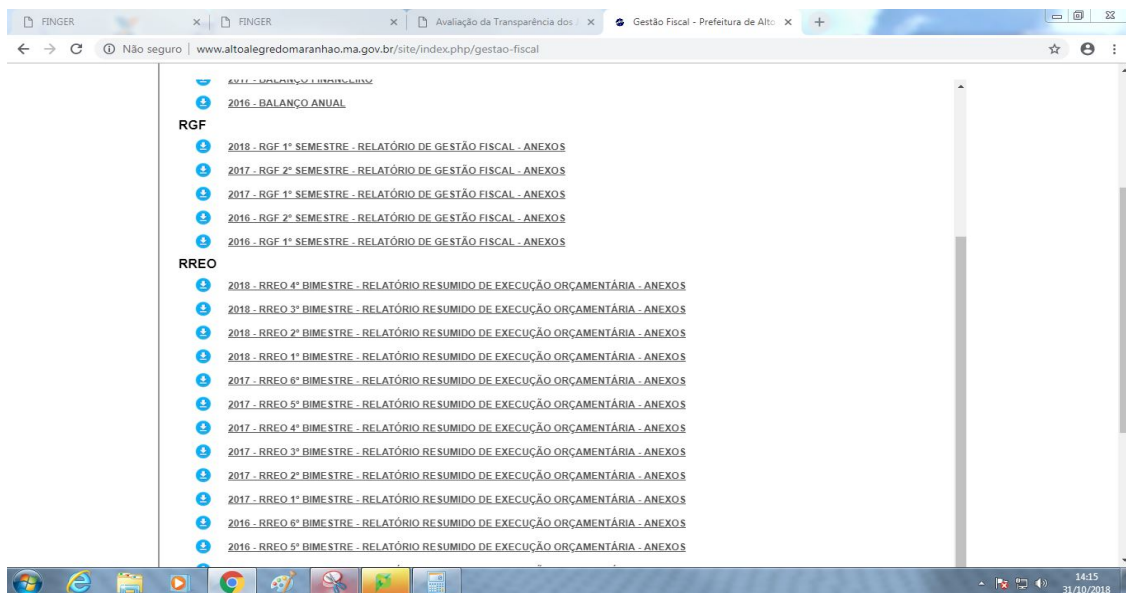 FINGER
FINGER
Avaliação da Transparência dos
Gestão Fiscal - Prefeitura de Alto
Não seguro | www.altoalegredomaranhao.ma.gov.br/site/index.php/gestao-fiscal
2017 - BALANÇO FINANCEIRO
2016 - BALANÇO ANUAL
RGF
2018 - RGF 1º SEMESTRE - RELATÓRIO DE GESTÃO FISCAL - ANEXOS
2017 - RGF 2º SEMESTRE - RELATÓRIO DE GESTÃO FISCAL - ANEXOS
2017 - RGF 1º SEMESTRE - RELATÓRIO DE GESTÃO FISCAL - ANEXOS
2016 - RGF 2º SEMESTRE - RELATÓRIO DE GESTÃO FISCAL - ANEXOS
2016 - RGF 1º SEMESTRE - RELATÓRIO DE GESTÃO FISCAL - ANEXOS
RREO
2018 - RREO 4º BIMESTRE - RELATÓRIO RESUMIDO DE EXECUÇÃO ORÇAMENTÁRIA - ANEXOS
2018 - RREO 3º BIMESTRE - RELATÓRIO RESUMIDO DE EXECUÇÃO ORÇAMENTÁRIA - ANEXOS
2018 - RREO 2º BIMESTRE - RELATÓRIO RESUMIDO DE EXECUÇÃO ORÇAMENTÁRIA - ANEXOS
2018 - RREO 1º BIMESTRE - RELATÓRIO RESUMIDO DE EXECUÇÃO ORÇAMENTÁRIA - ANEXOS
2017 - RREO 6º BIMESTRE - RELATÓRIO RESUMIDO DE EXECUÇÃO ORÇAMENTÁRIA - ANEXOS
2017 - RREO 5º BIMESTRE - RELATÓRIO RESUMIDO DE EXECUÇÃO ORÇAMENTÁRIA - ANEXOS
2017 - RREO 4º BIMESTRE - RELATÓRIO RESUMIDO DE EXECUÇÃO ORÇAMENTÁRIA - ANEXOS
2017 - RREO 3º BIMESTRE - RELATÓRIO RESUMIDO DE EXECUÇÃO ORÇAMENTÁRIA - ANEXOS
2017 - RREO 2º BIMESTRE - RELATÓRIO RESUMIDO DE EXECUÇÃO ORÇAMENTÁRIA - ANEXOS
2017 - RREO 1º BIMESTRE - RELATÓRIO RESUMIDO DE EXECUÇÃO ORÇAMENTÁRIA - ANEXOS
2016 - RREO 6º BIMESTRE - RELATÓRIO RESUMIDO DE EXECUÇÃO ORÇAMENTÁRIA - ANEXOS
2016 - RREO 5º BIMESTRE - RELATÓRIO RESUMIDO DE EXECUÇÃO ORÇAMENTÁRIA - ANEXOS
14:15
31/10/2018